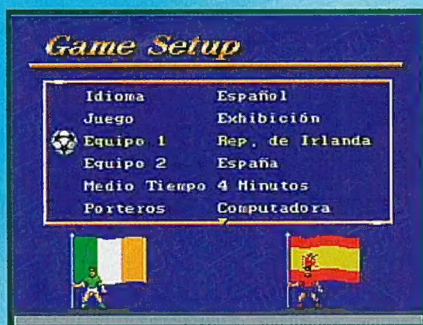 Game Setup
Idioma Español
Juego Exhibición
Equipo 1 Rep. de Irlanda
Equipo 2 España
Medio Tiempo 4 Minutos
Porteros Computadora